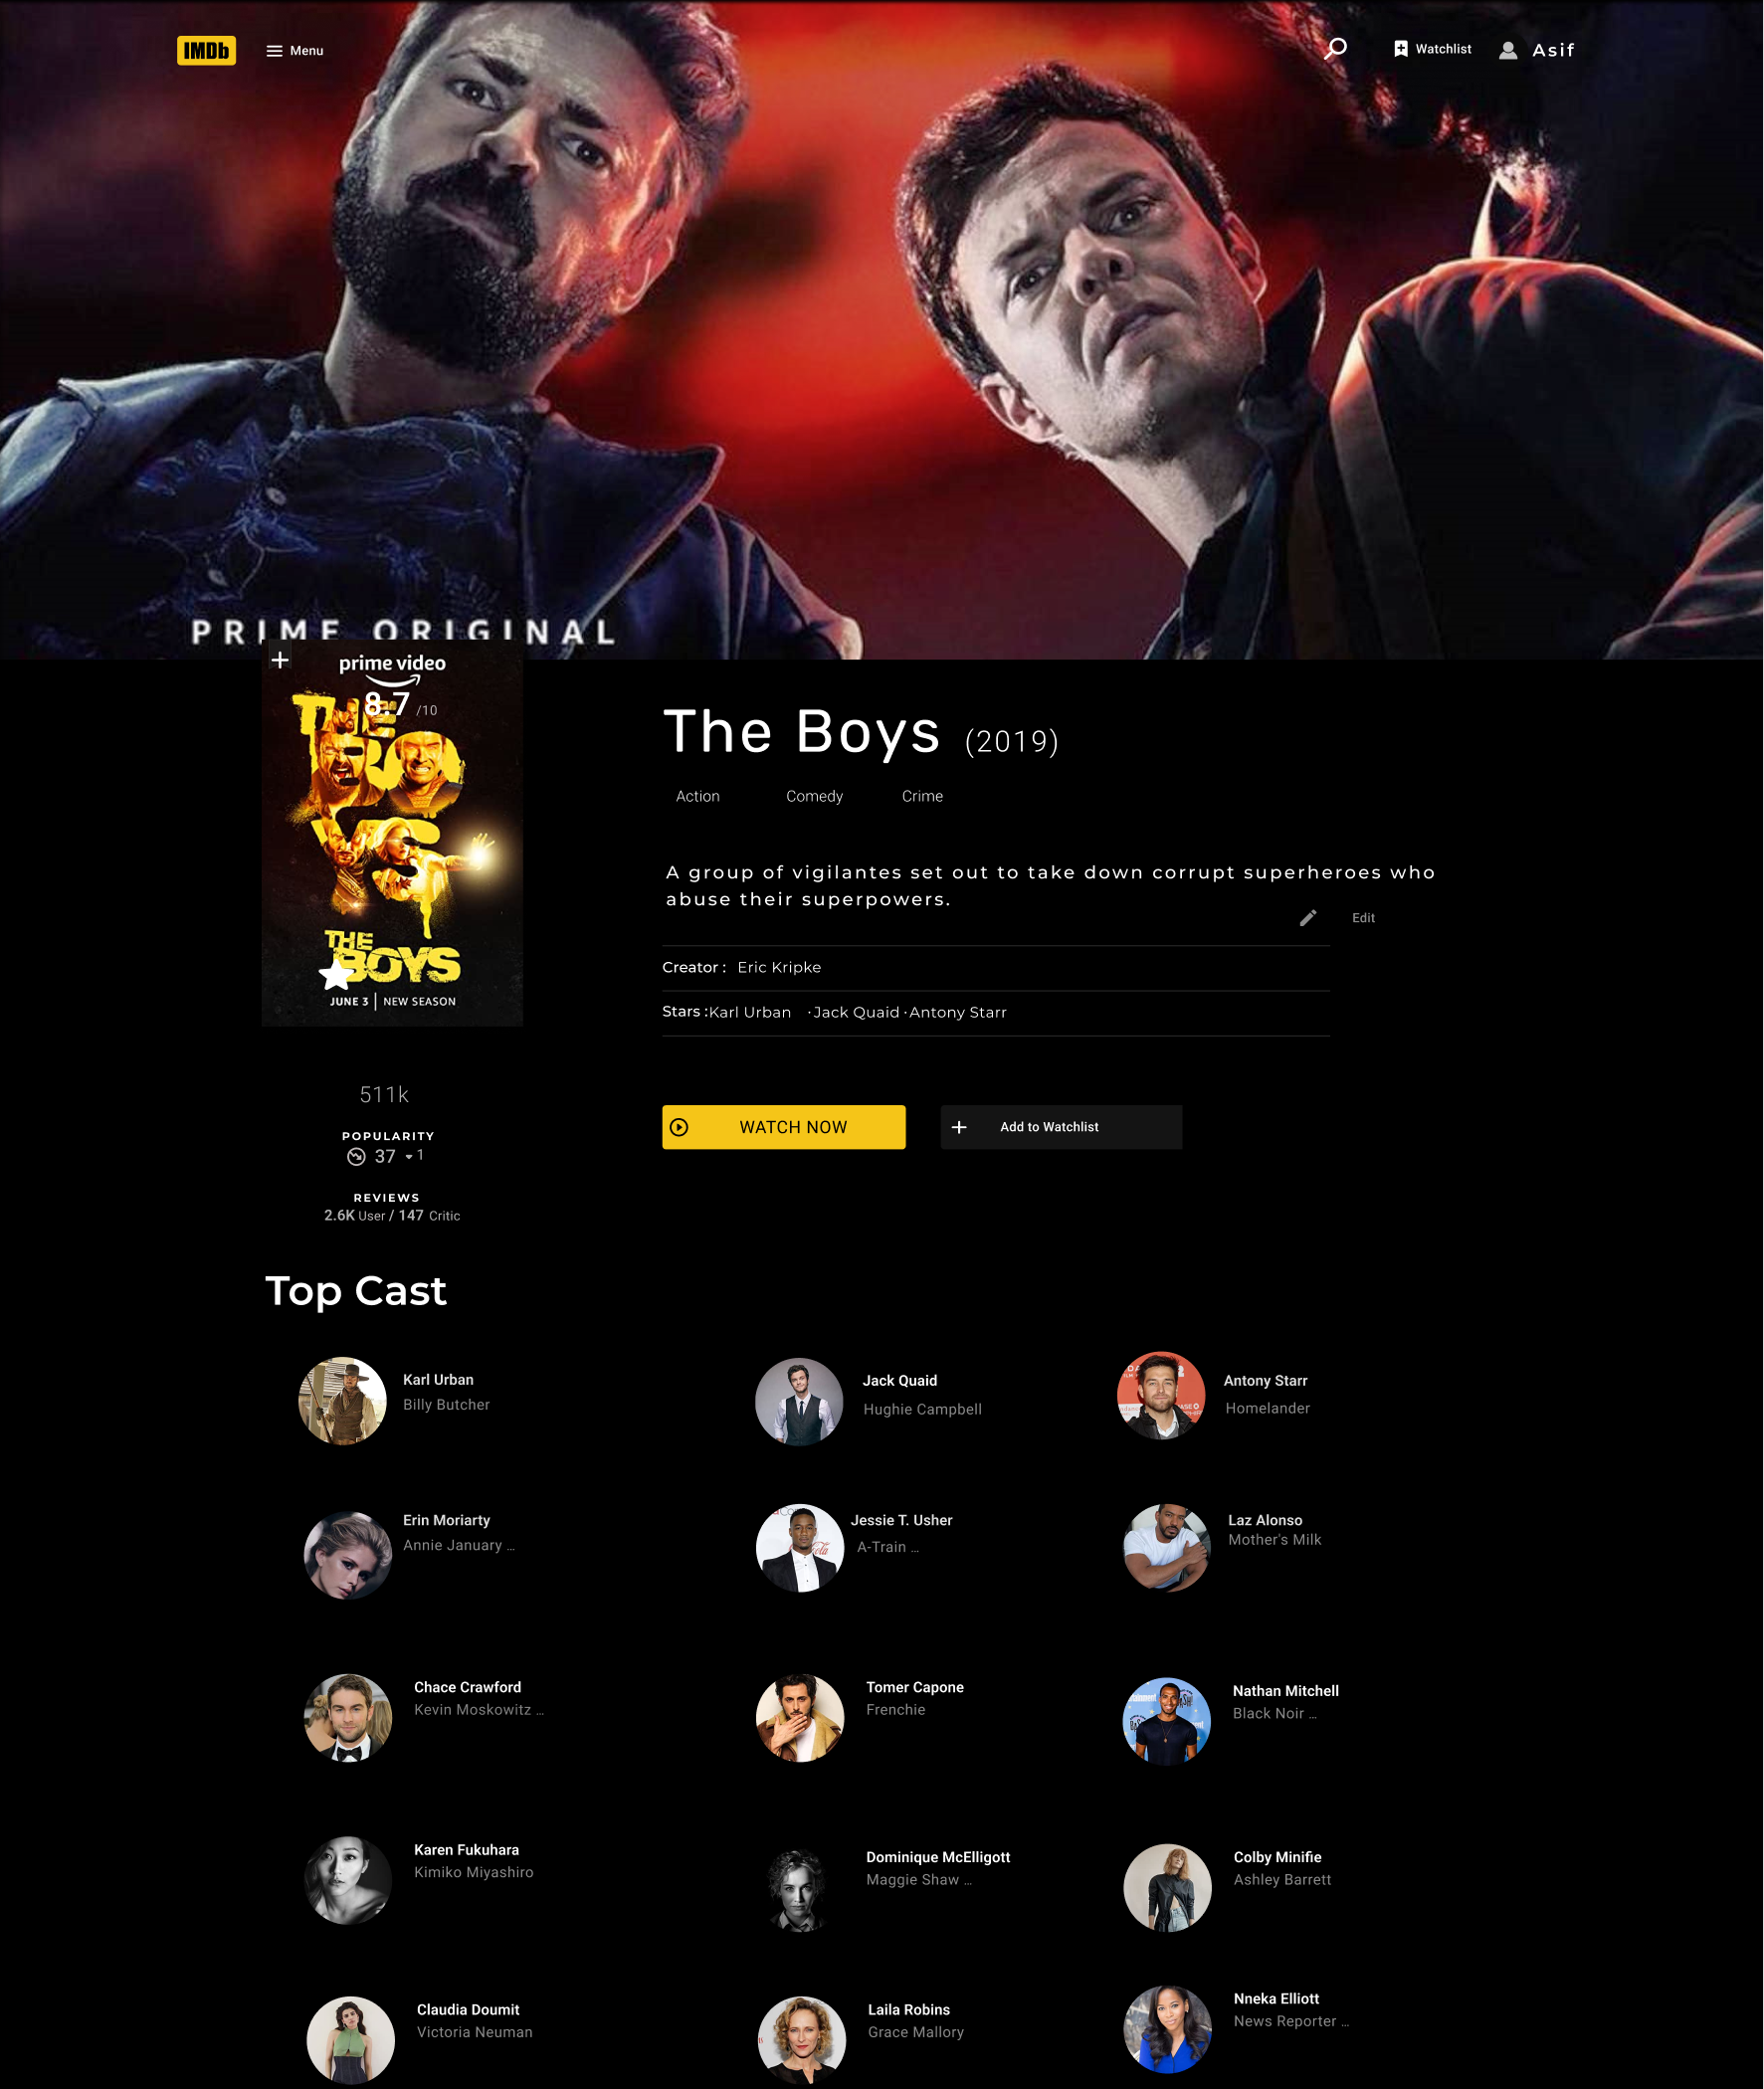 IMDb
Menu
Watchlist
Asif
PRIME ORIGINAL
prime video
8.7 /10
THE
BOYS
THE
BOYS
JUNE 3 | NEW SEASON
The Boys (2019)
Action Comedy Crime
A group of vigilantes set out to take down corrupt superheroes who
abuse their superpowers.
Edit
Creator : Eric Kripke
Stars :Karl Urban ·Jack Quaid ·Antony Starr
511k
POPULARITY
37 1
REVIEWS
2.6K User / 147 Critic
WATCH NOW
Add to Watchlist
Top Cast
Karl Urban
Billy Butcher
Jack Quaid
Hughie Campbell
Antony Starr
Homelander
Erin Moriarty
Annie January ...
Jessie T. Usher
A-Train ...
Laz Alonso
Mother's Milk
Chace Crawford
Kevin Moskowitz ...
Tomer Capone
Frenchie
Nathan Mitchell
Black Noir ...
Karen Fukuhara
Kimiko Miyashiro
Dominique McElligott
Maggie Shaw ...
Colby Minifie
Ashley Barrett
Claudia Doumit
Victoria Neuman
Laila Robins
Grace Mallory
Nneka Elliott
News Reporter ...